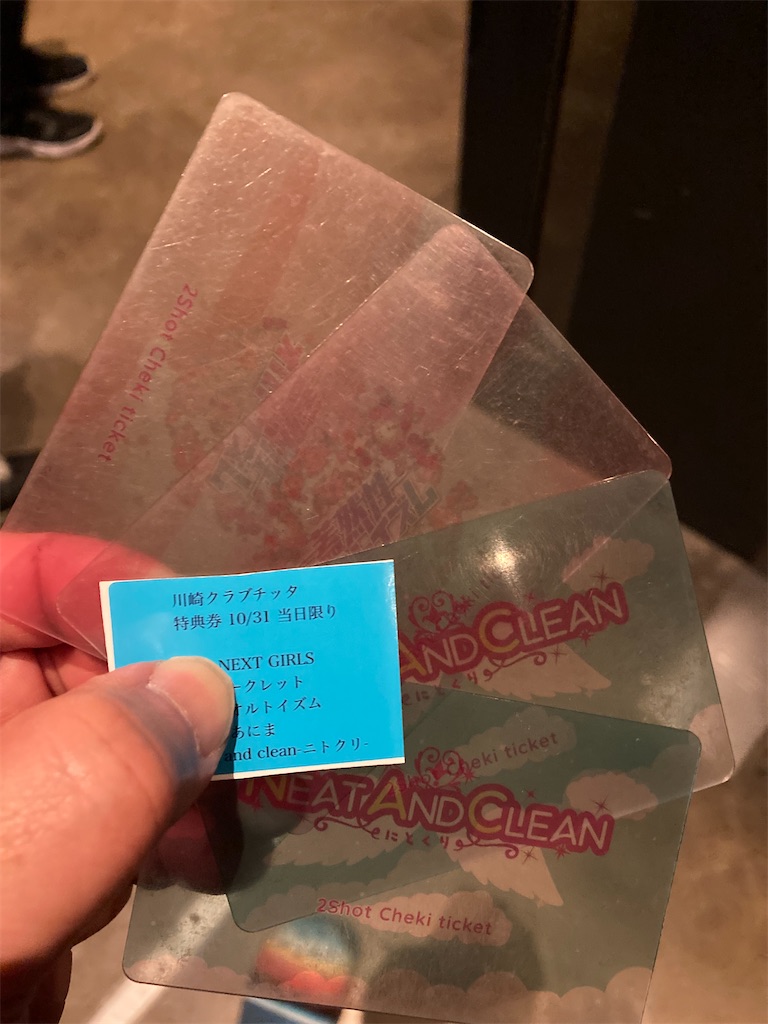 2Shot Cheki ticket
川崎クラブチッタ
特典券 10/31 当日限り
NEXT GIRLS
ークレット
オルトイズム
あにま
and clean-ニトクリ-
AND CLEAN
にとくり
Cheki ticket
NEAT AND CLEAN
にとくり
2Shot Cheki ticket